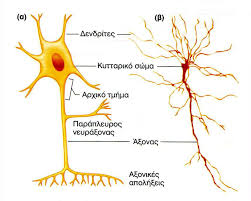 (α)
(β)
Δενδρίτες
Κυτταρικό σώμα
Αρχικό τμήμα
Παράπλευρος
νευράξονας
Άξονας
Αξονικές
απολήξεις